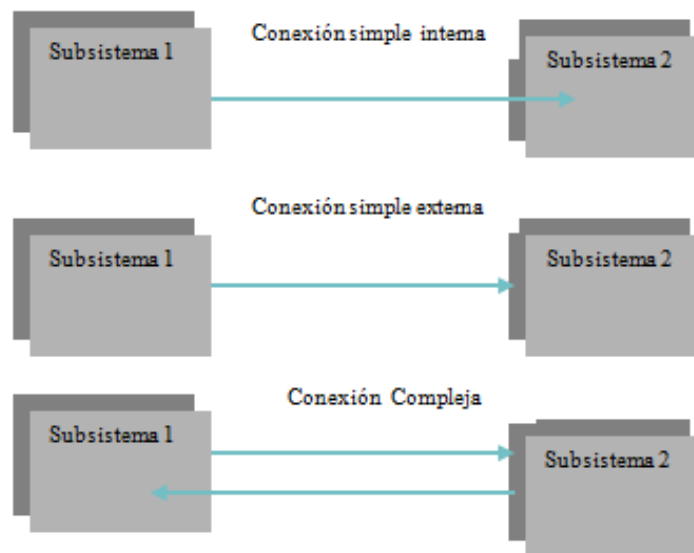 Conexión simple interna
Subsistema 1
Subsistema 2
Conexión simple externa
Subsistema 1
Subsistema 2
Conexión Compleja
Subsistema 1
Subsistema 2